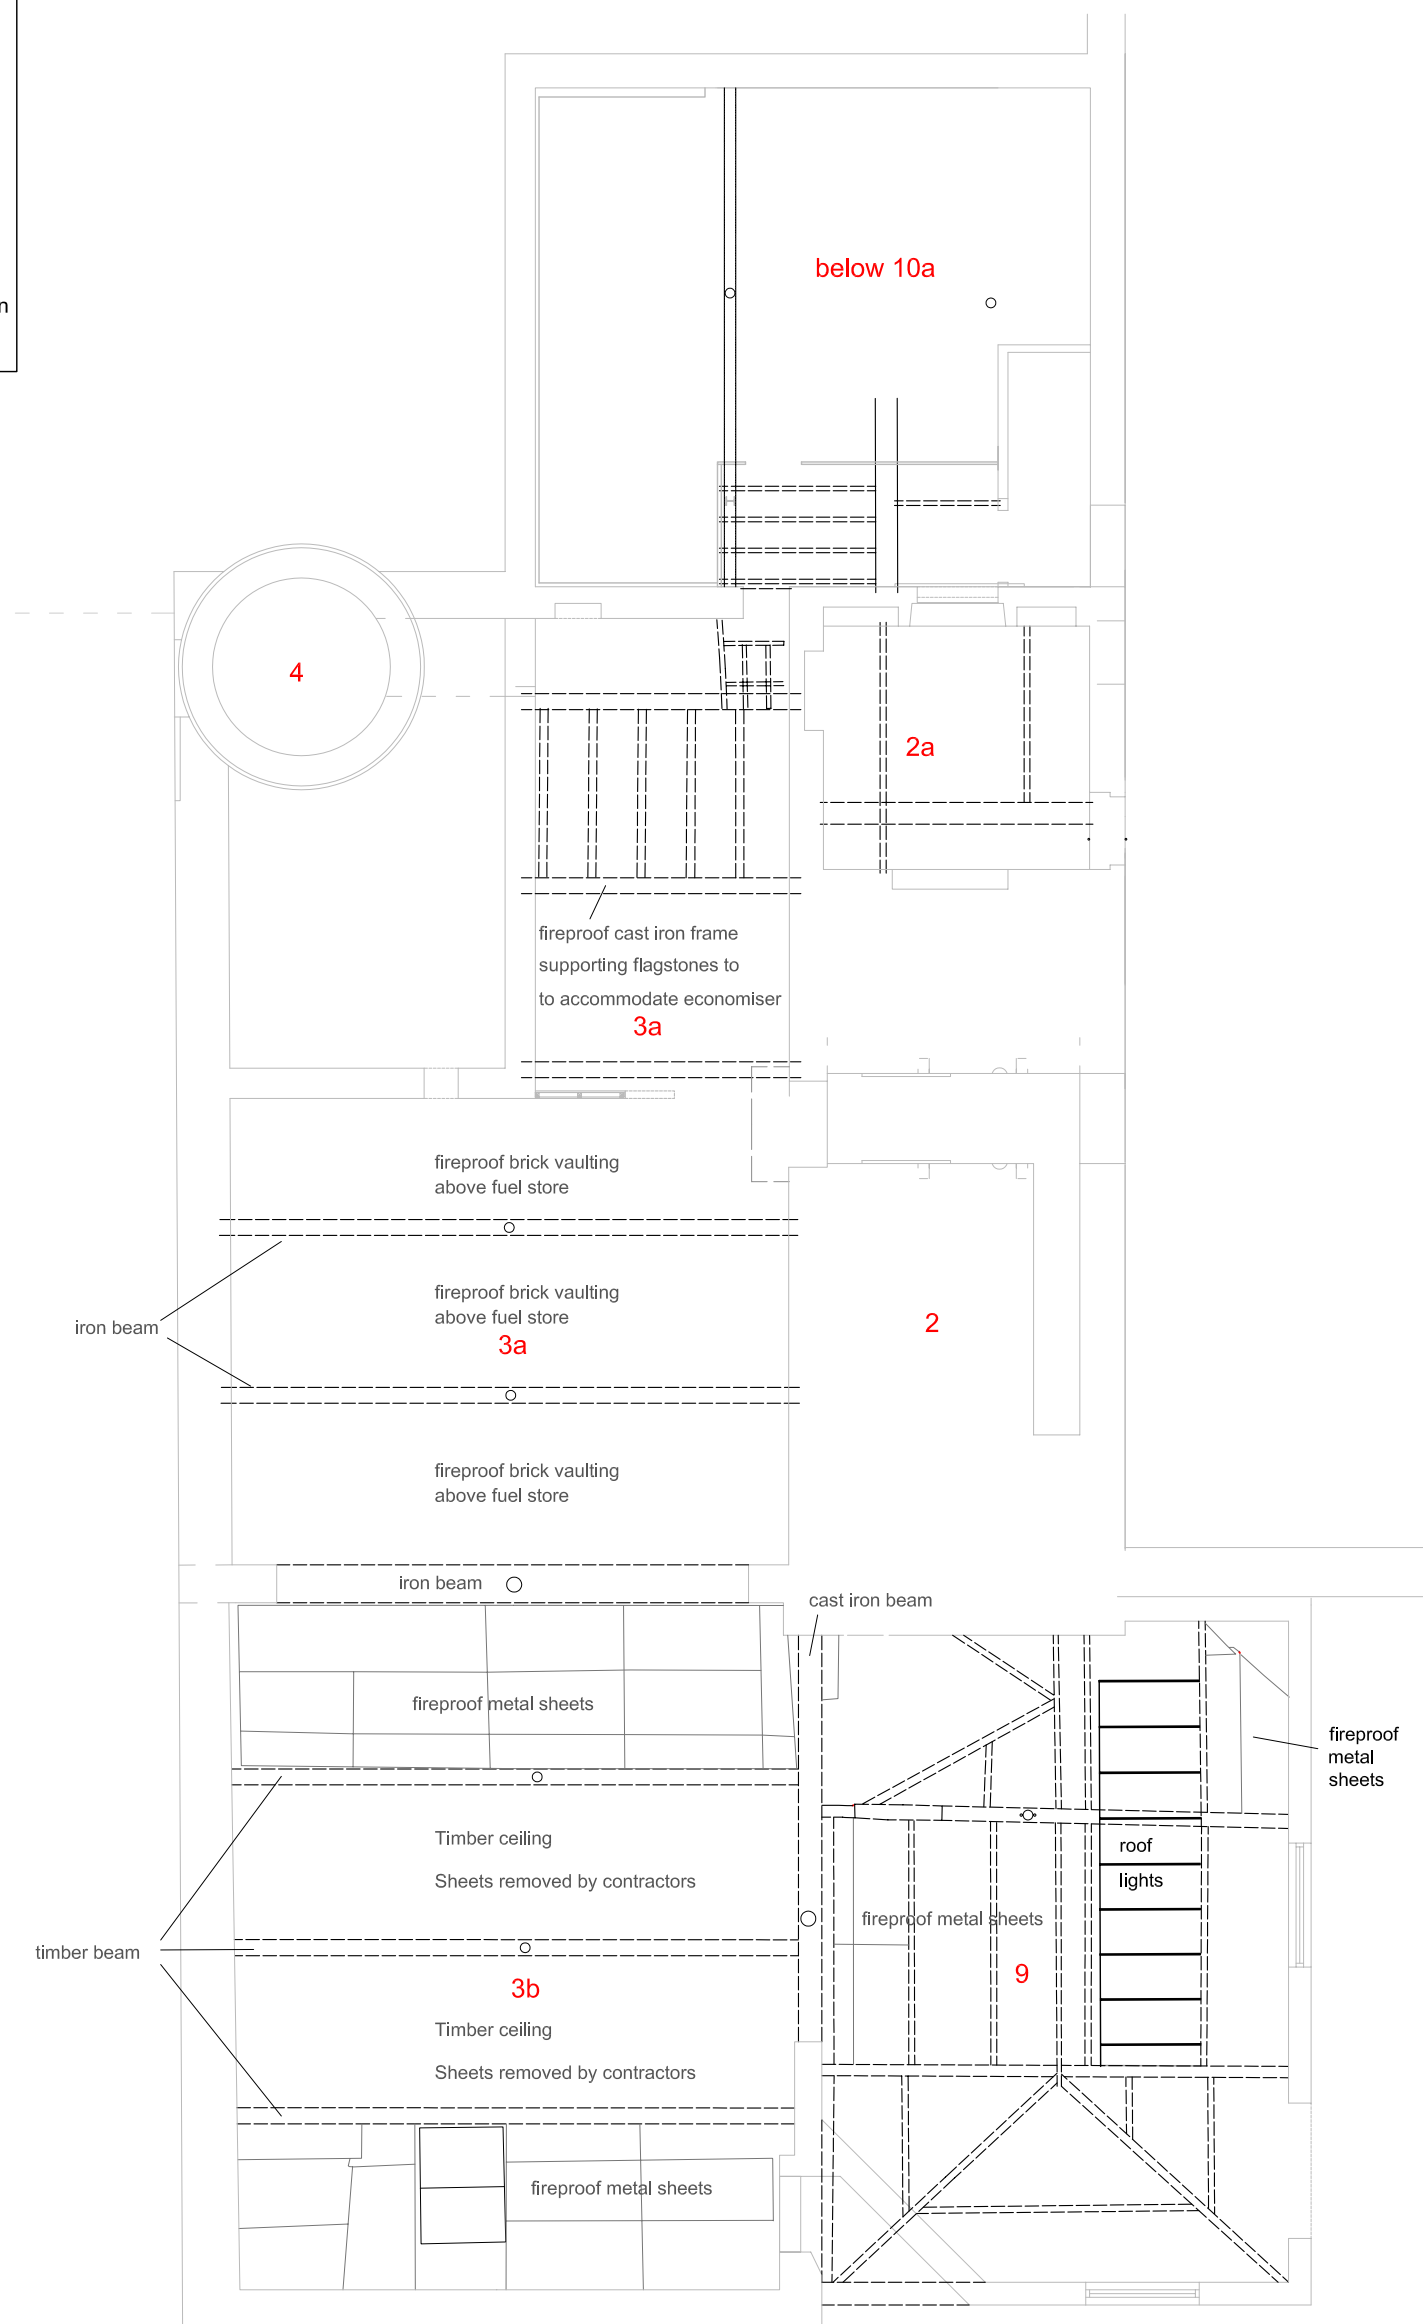 n
below 10a
4
2a
fireproof cast iron frame
supporting flagstones to
to accommodate economiser
3a
fireproof brick vaulting
above fuel store
fireproof brick vaulting
above fuel store
iron beam
3a
2
fireproof brick vaulting
above fuel store
iron beam
cast iron beam
fireproof metal sheets
fireproof
metal
sheets
Timber ceiling
Sheets removed by contractors
roof
lights
fireproof metal sheets
timber beam
9
3b
Timber ceiling
Sheets removed by contractors
fireproof metal sheets